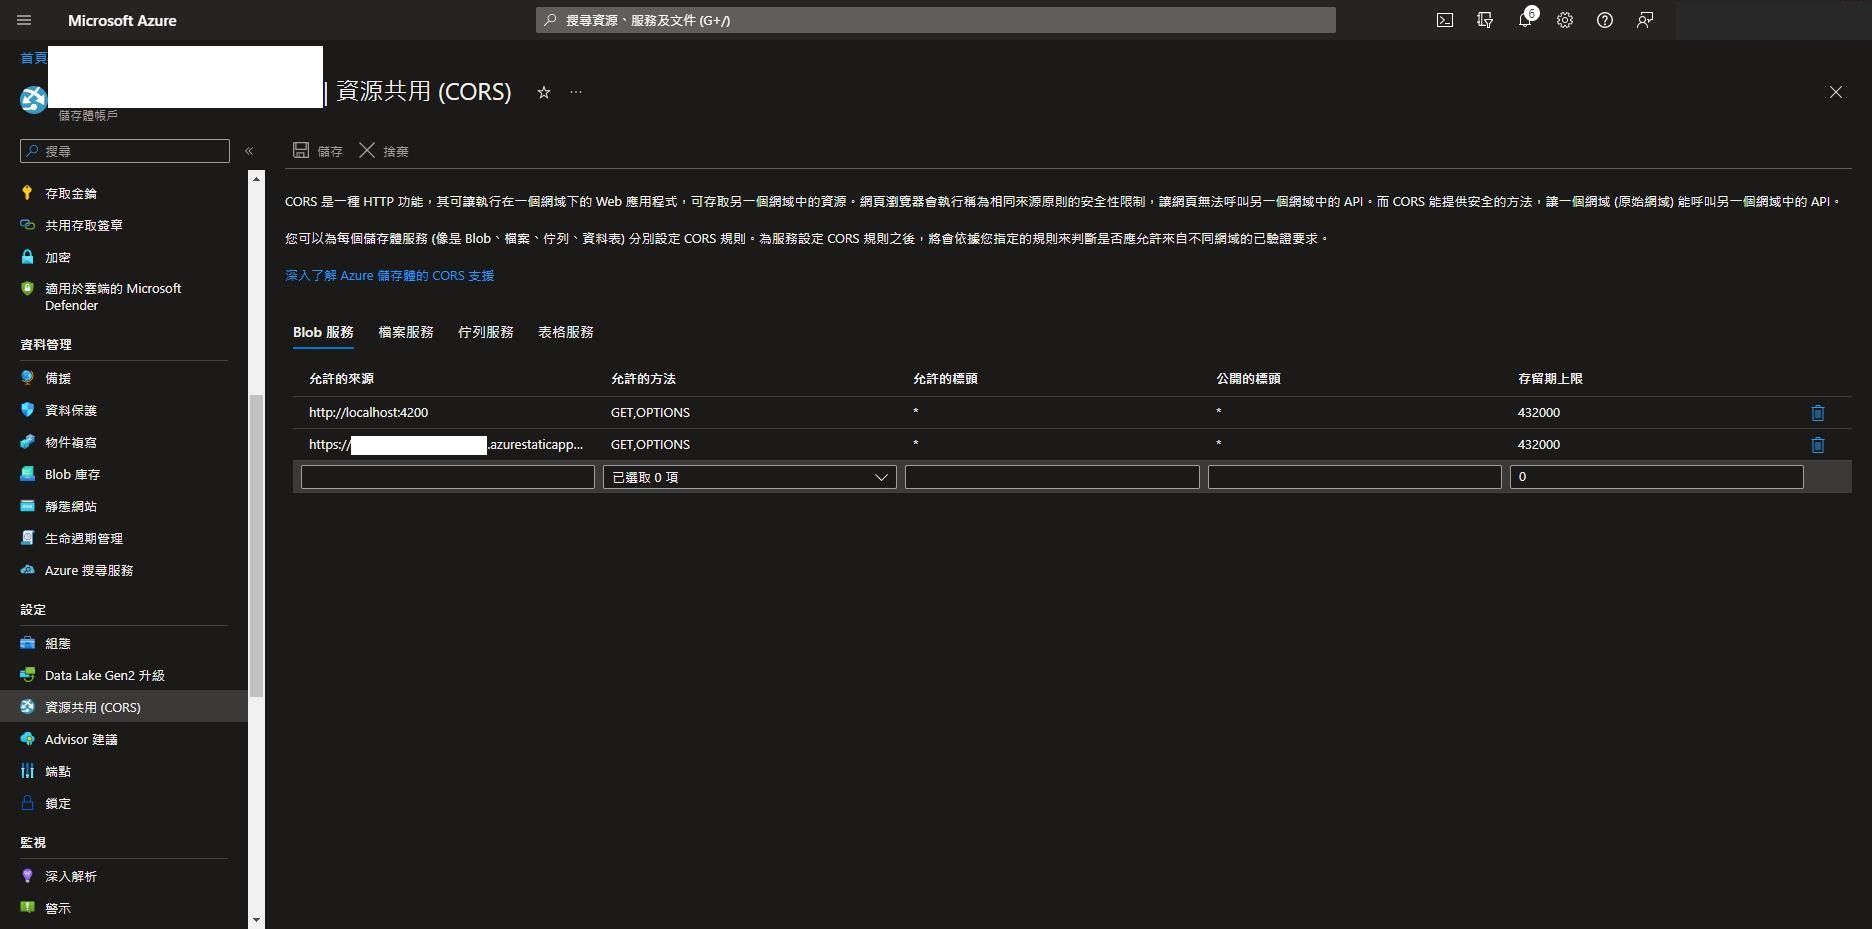 Microsoft Azure
搜尋資源、服務及文件 (G+/)
6
首頁
| 資源共用 (CORS)
儲存體帳戶
搜尋
儲存
捨棄
存取金鑰
共用存取簽章
加密
適用於雲端的 Microsoft
Defender
資料管理
備援
資料保護
物件複寫
Blob 庫存
靜態網站
生命週期管理
Azure 搜尋服務
設定
組態
Data Lake Gen2 升級
資源共用 (CORS)
Advisor 建議
端點
鎖定
監視
深入解析
警示
CORS 是一種 HTTP 功能，其可讓執行在一個網域下的 Web 應用程式，可存取另一個網域中的資源。網頁瀏覽器會執行稱為相同來源原則的安全性限制，讓網頁無法呼叫另一個網域中的 API。而 CORS 能提供安全的方法，讓一個網域 (原始網域) 能呼叫另一個網域中的 API。
您可以為每個儲存體服務 (像是 Blob、檔案、佇列、資料表) 分別設定 CORS 規則。為服務設定 CORS 規則之後，將會依據您指定的規則來判斷是否應允許來自不同網域的已驗證要求。
深入了解 Azure 儲存體的 CORS 支援
Blob 服務 檔案服務 佇列服務 表格服務
允許的來源 允許的方法 允許的標頭 公開的標頭 存留期上限
http://localhost:4200 GET,OPTIONS * * 432000
https:// .azurestaticapp... GET,OPTIONS * * 432000
已選取 0 項 0